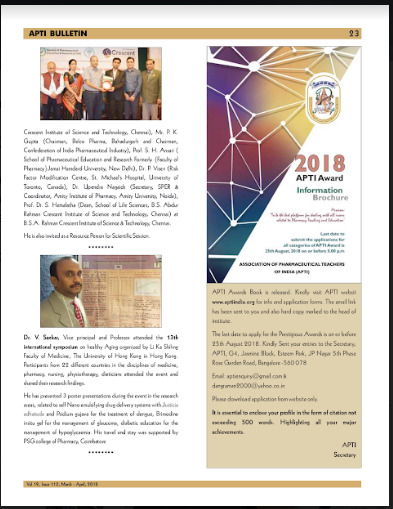 APTI BULLETIN
23
Crescent
Crescent Institute of Science and Technology, Chennai), Mr. P. K.
Gupta (Chairman, Belco Pharma, Bahadurgarh and Chairman,
Confederation of India Pharmaceutical Industry), Prof. S. H. Ansari (
School of Pharmaceutical Education and Research Formerly (Faculty of
Pharmacy) Jamia Hamdard University, New Delhi), Dr. P. Visen (Risk
Factor Modification Centre, St. Michael's Hospital, University of
Toronto, Canada), Dr. Upendra Nagaich (Secretary, SPER &
Coordinator, Amity Institute of Pharmacy, Amity University, Noida),
Prof. Dr. S. Hemalatha (Dean, School of Life Sciences, B.S. Abdur
Rahman Crescent Institute of Science and Technology, Chennai) at
B.S.A. Rahman Crescent Institute of Science & Technology, Chennai.
He is also invited as a Resource Person for Scientific Session.
********
Dr. V. Sankar, Vice principal and Professor attended the 13th
International symposium on healthy Aging organized by Li Ka Shing
Faculty of Medicine, The University of Hong Kong in Hong Kong.
Participants from 22 different countries in the disciplines of medicine,
pharmacy, nursing, physiotherapy, dieticians attended the event and
shared their research findings.
He has presented 3 poster presentations during the event in the research
areas, related to self Nano emulsifying drug delivery systems with Justicia
adhatoda and Psidium gujava for the treatment of dengue, Brimonidine
insitu gel for the management of glaucoma, diabetic education for the
management of hypoglycemia. His travel and stay was supported by
PSG college of Pharmacy, Coimbatore.
********
2018
APTI Award
Information
Brochure
Last date to
submit the applications for
all categories of APTI Award is
25th August, 2018 on or before 5.00 p.m
ASSOCIATION OF PHARMACEUTICAL TEACHERS
OF INDIA (APTI)
APTI Awards Book is released. Kindly visit APTI websit
www.aptiindia.org for info and application forms. The email link
has been sent to you and also hard copy marked to the head of
institute.
The last date to apply for the Prestigious Awards is on or before
25th August 2018. Kindly Sent your entries to the Secretary,
APTI, G4, Jasmine Block, Esteem Park, JP Nagar 5th Phase
Rose Garden Road, Bangalore -560 078
Email: aptienquiry@gmail.com &
Please download application from website only.
It is essential to enclose your profile in the form of citation not
exceeding 500 words. Highlighting all your major
achievements.
APTI
Secretary
Vol 19, Issue 112, March - April, 2018